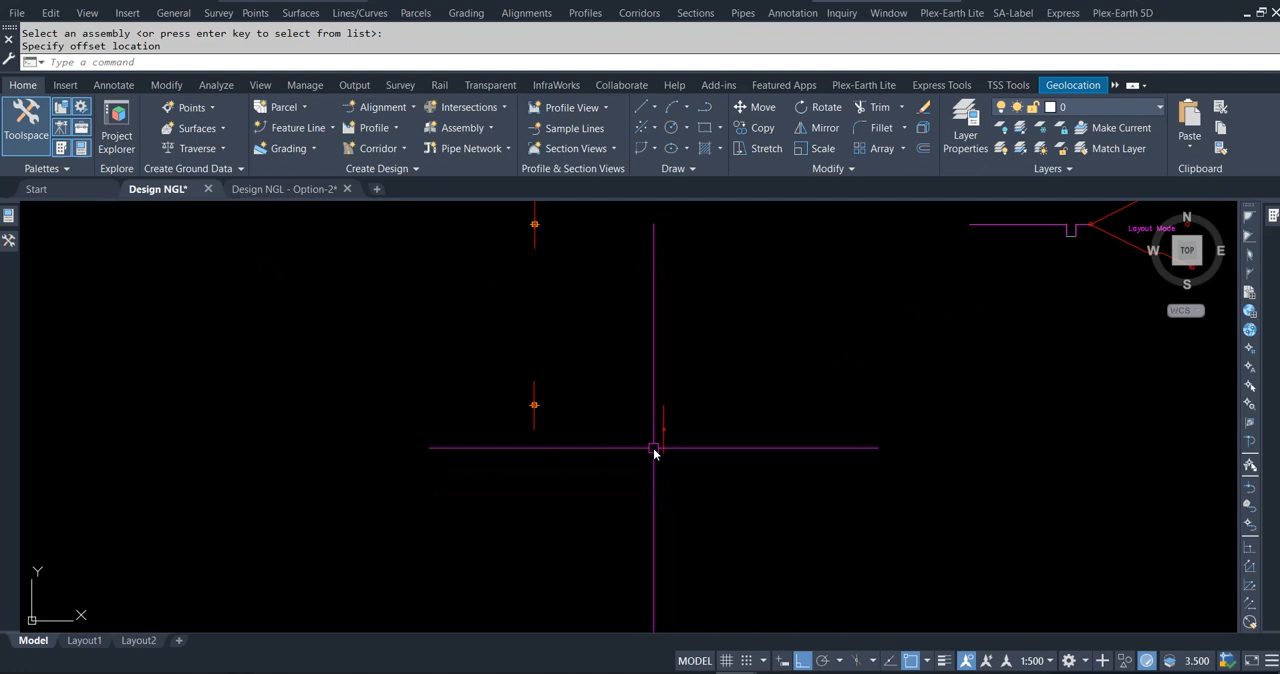 File Edit View Insert General Survey Points Surfaces Lines/Curves Parcels Grading Alignments Profiles Corridors Sections Pipes Annotation Inquiry Window Plex-Earth Lite SA-Label Express Plex-Earth 5D
Select an assembly <or press enter key to select from list>:
Specify offset location
Type a command
Home Insert Annotate Modify Analyze View Manage Output Survey Rail Transparent InfraWorks Collaborate Help Add-ins Featured Apps Plex-Earth Lite Express Tools TSS Tools Geolocation
Points Parcel Alignment Intersections Profile View Move Rotate Trim 0
Toolspace Project Explorer Surfaces Feature Line Profile Assembly Sample Lines Copy Mirror Fillet Layer Properties Make Current Paste
Traverse Grading Corridor Pipe Network Section Views Stretch Scale Array Match Layer
Palettes Explore Create Ground Data Create Design Profile & Section Views Draw Modify Layers Clipboard
Start Design NGL* Design NGL - Option-2*
N
Layout Mode
W TOP E
S
WCS
Y
X
Model Layout1 Layout2
MODEL 1:500 3.500